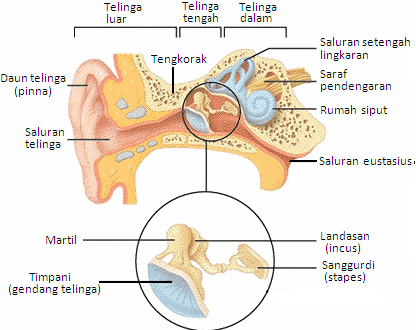 Telinga
luar
Telinga
tengah
Telinga
dalam
Tengkorak
Saluran setengah
lingkaran
Daun telinga
(pinna)
Saraf
pendengaran
Rumah siput
Saluran
telinga
Saluran eustasius
Martil
Landasan
(incus)
Timpani
(gendang telinga)
Sanggurdi
(stapes)